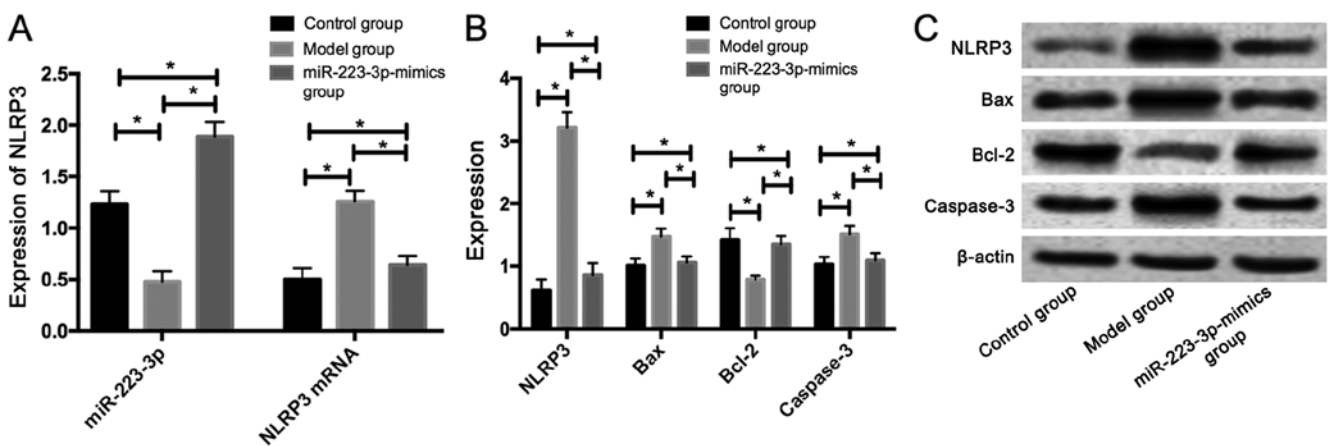 A
Control group
Model group
miR-223-3p-mimics
group
Expression of NLRP3
2.5
2.0
1.5
1.0
0.5
0.0
* * *
* * *
miR-223-3p
NLRP3 mRNA
B
Control group
Model group
miR-223-3p-mimics
group
Expression
4
3
2
1
0
* * *
* * *
* * *
* * *
NLRP3
Bax
Bcl-2
Caspase-3
C
NLRP3
Bax
Bcl-2
Caspase-3
β-actin
Control group
Model group
miR-223-3p-mimics
group